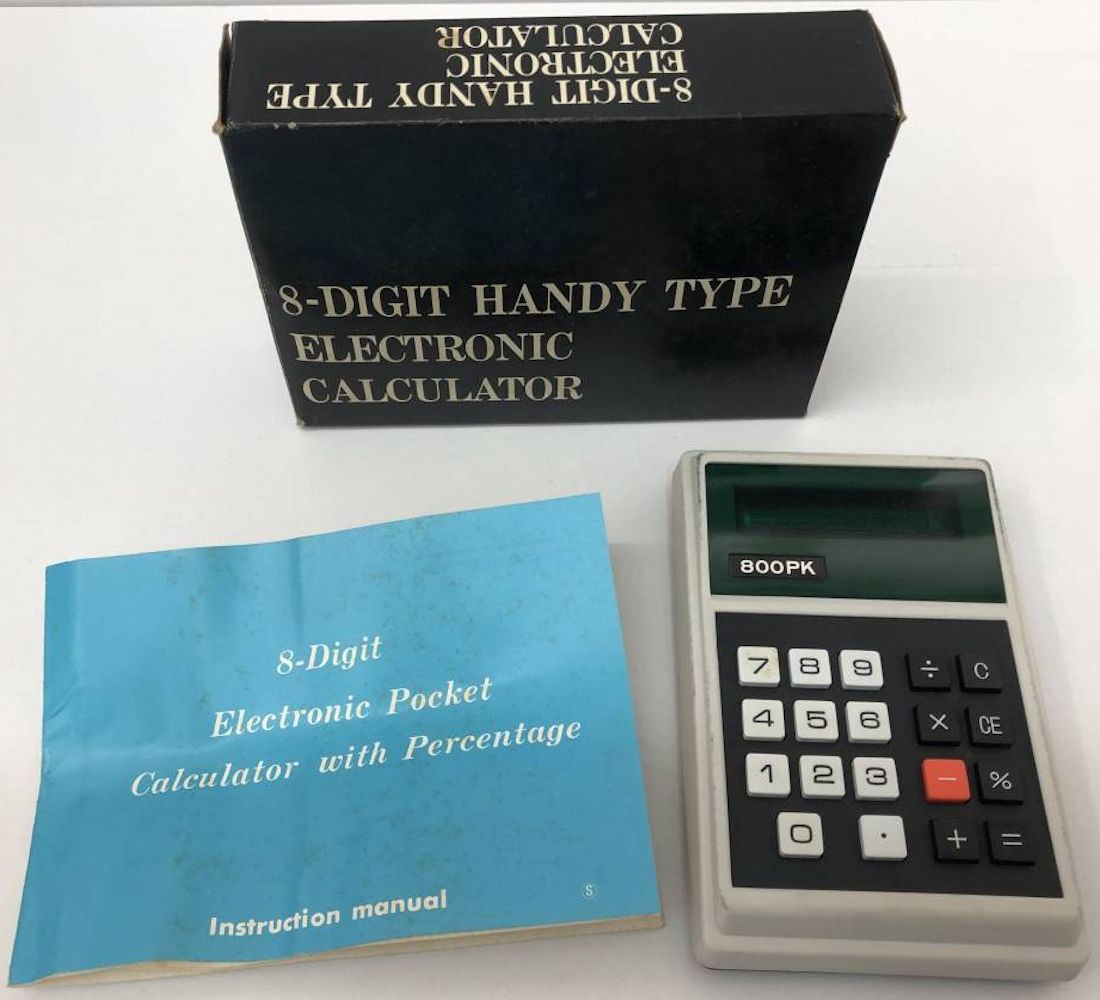 8-DIGIT HANDY TYPE
ELECTRONIC
CALCULATOR
8-DIGIT HANDY TYPE
ELECTRONIC
CALCULATOR
8-Digit
Electronic Pocket
Calculator with Percentage
Instruction manual
S
800PK
7 8 9 ÷ C
4 5 6 × CE
1 2 3 − %
0 . + =